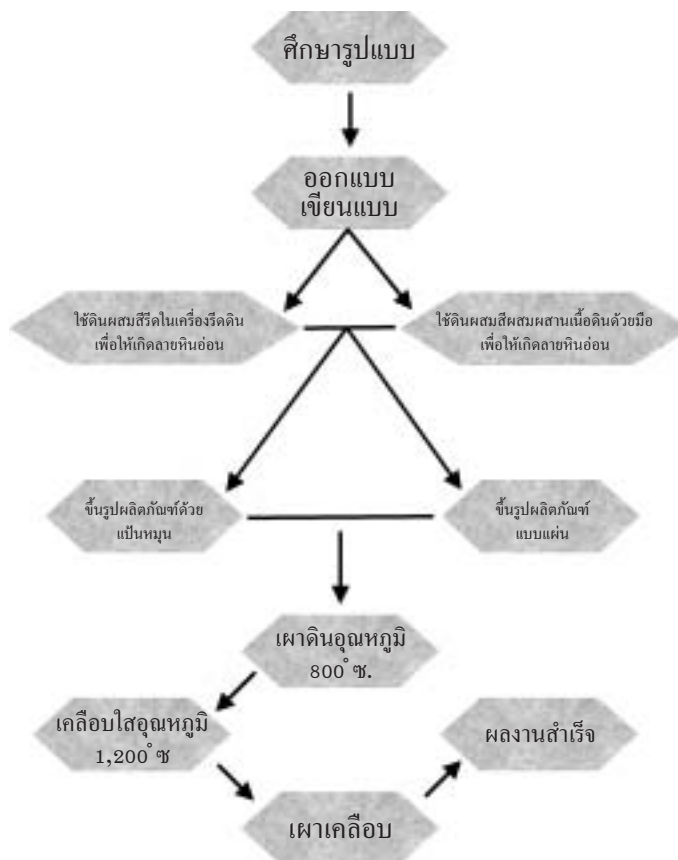 ศึกษารูปแบบ
ออกแบบ
เขียนแบบ
ใช้ดินผสมสีรีดในเครื่องรีดดิน
เพื่อให้เกิดลายหินอ่อน
ใช้ดินผสมสีผสมผสานเนื้อดินด้วยมือ
เพื่อให้เกิดลายหินอ่อน
ขึ้นรูปผลิตภัณฑ์ด้วย
แป้นหมุน
ขึ้นรูปผลิตภัณฑ์
แบบแผ่น
เผาดินอุณหภูมิ
800 ํ ซ.
เคลือบใสอุณหภูมิ
1,200 ํ ซ
ผลงานสำเร็จ
เผาเคลือบ